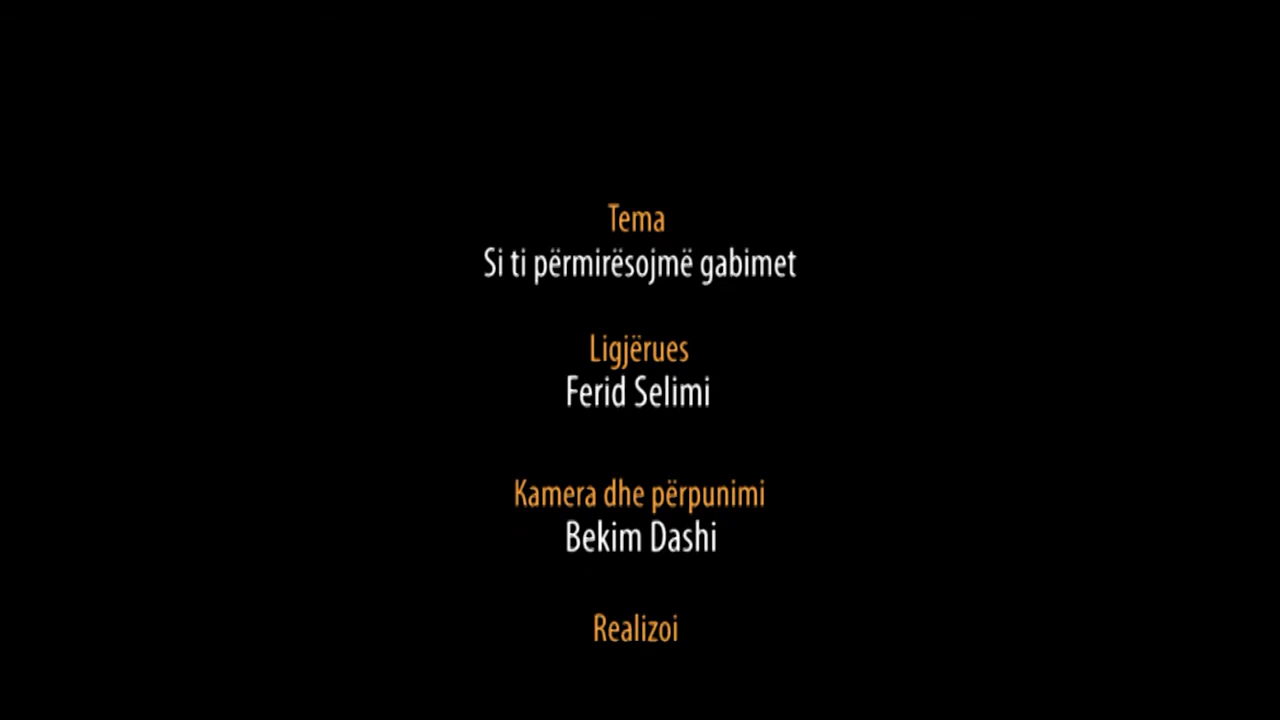 Tema
Si ti përmirësojmë gabimet
Ligjërues
Ferid Selimi
Kamera dhe përpunimi
Bekim Dashi
Realizoi